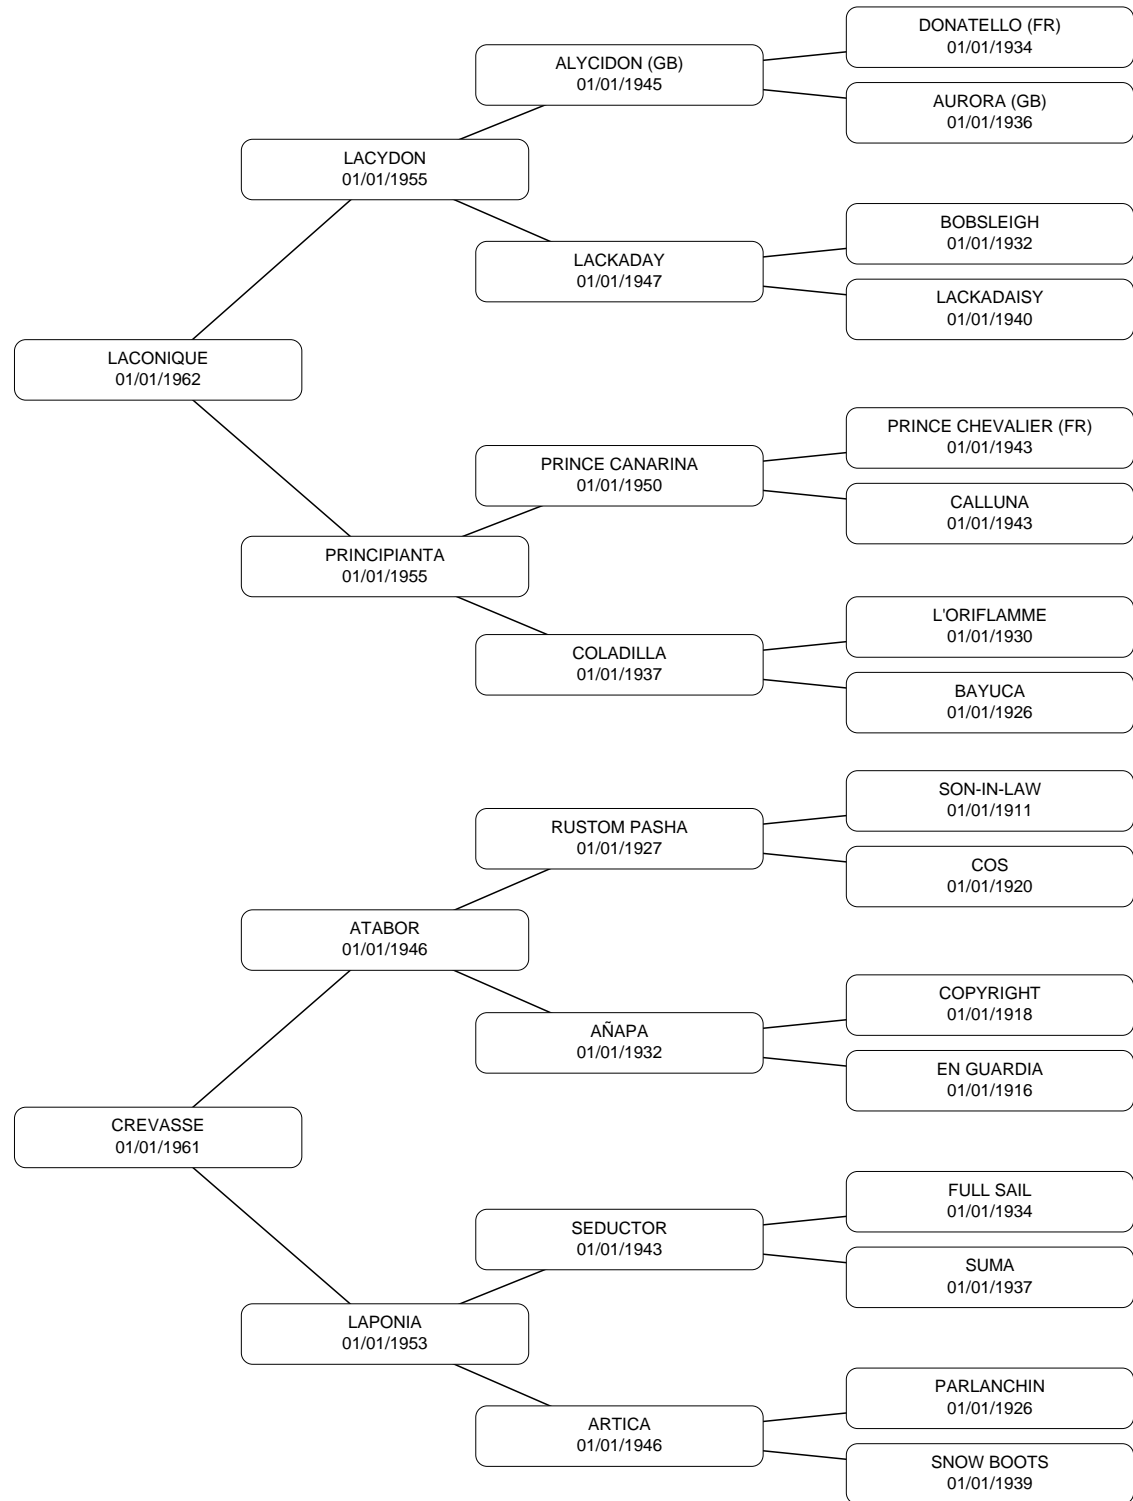 DONATELLO (FR)
01/01/1934
ALYCIDON (GB)
01/01/1945
AURORA (GB)
01/01/1936
LACYDON
01/01/1955
BOBSLEIGH
01/01/1932
LACKADAY
01/01/1947
LACKADAISY
01/01/1940
LACONIQUE
01/01/1962
PRINCE CHEVALIER (FR)
01/01/1943
PRINCE CANARINA
01/01/1950
CALLUNA
01/01/1943
PRINCIPIANTA
01/01/1955
L'ORIFLAMME
01/01/1930
COLADILLA
01/01/1937
BAYUCA
01/01/1926
SON-IN-LAW
01/01/1911
RUSTOM PASHA
01/01/1927
COS
01/01/1920
ATABOR
01/01/1946
COPYRIGHT
01/01/1918
AÑAPA
01/01/1932
EN GUARDIA
01/01/1916
CREVASSE
01/01/1961
FULL SAIL
01/01/1934
SEDUCTOR
01/01/1943
SUMA
01/01/1937
LAPONIA
01/01/1953
PARLANCHIN
01/01/1926
ARTICA
01/01/1946
SNOW BOOTS
01/01/1939